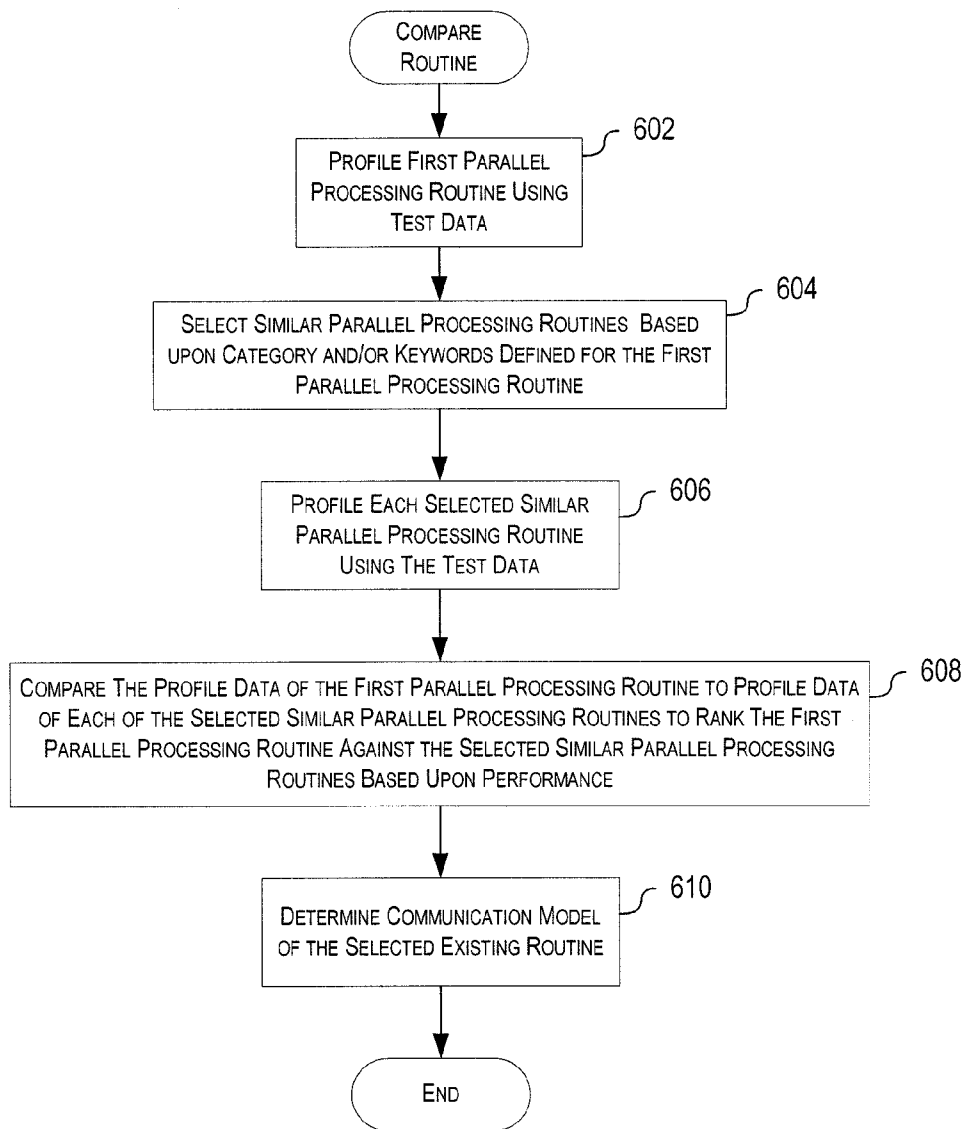 COMPARE
ROUTINE
602
PROFILE FIRST PARALLEL
PROCESSING ROUTINE USING
TEST DATA
604
SELECT SIMILAR PARALLEL PROCESSING ROUTINES BASED
UPON CATEGORY AND/OR KEYWORDS DEFINED FOR THE FIRST
PARALLEL PROCESSING ROUTINE
606
PROFILE EACH SELECTED SIMILAR
PARALLEL PROCESSING ROUTINE
USING THE TEST DATA
608
COMPARE THE PROFILE DATA OF THE FIRST PARALLEL PROCESSING ROUTINE TO PROFILE DATA
OF EACH OF THE SELECTED SIMILAR PARALLEL PROCESSING ROUTINES TO RANK THE FIRST
PARALLEL PROCESSING ROUTINE AGAINST THE SELECTED SIMILAR PARALLEL PROCESSING
ROUTINES BASED UPON PERFORMANCE
610
DETERMINE COMMUNICATION MODEL
OF THE SELECTED EXISTING ROUTINE
END